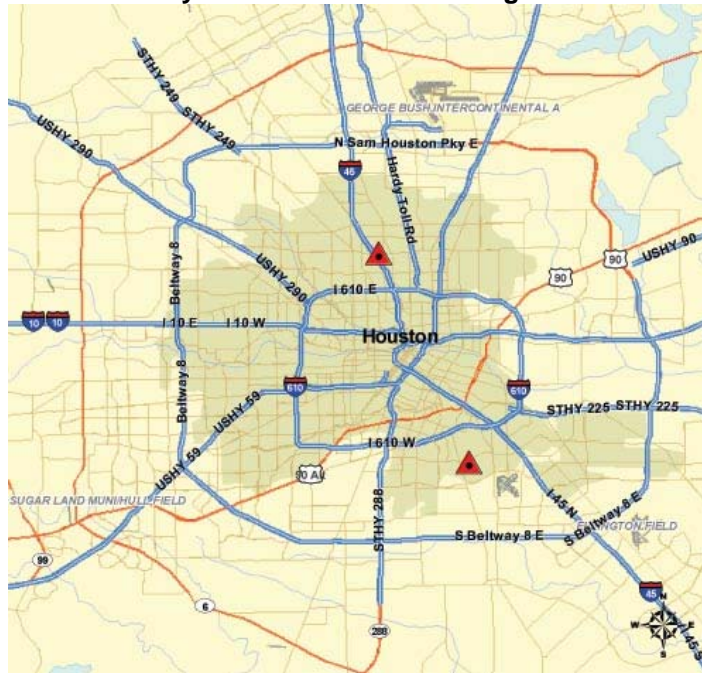 STHY 249
STHY 249
GEORGE BUSH INTERCONTINENTAL A
USHY 290
N Sam Houston Pky E
45
Hardy Toll Rd
90
USHY 90
90
Beltway 8
USHY 290
I 610 E
10
10
I 10 E
I 10 W
Houston
Beltway 8
610
610
USHY 59
STHY 225
STHY 225
I 610 W
USHY 59
90 Alt
SUGAR LAND MUNI/HULL FIELD
STHY 288
I 45 N
S Beltway 8 E
S Beltway 8 E
ELLINGTON FIELD
99
6
288
45
I 45 S
N
W
E
S